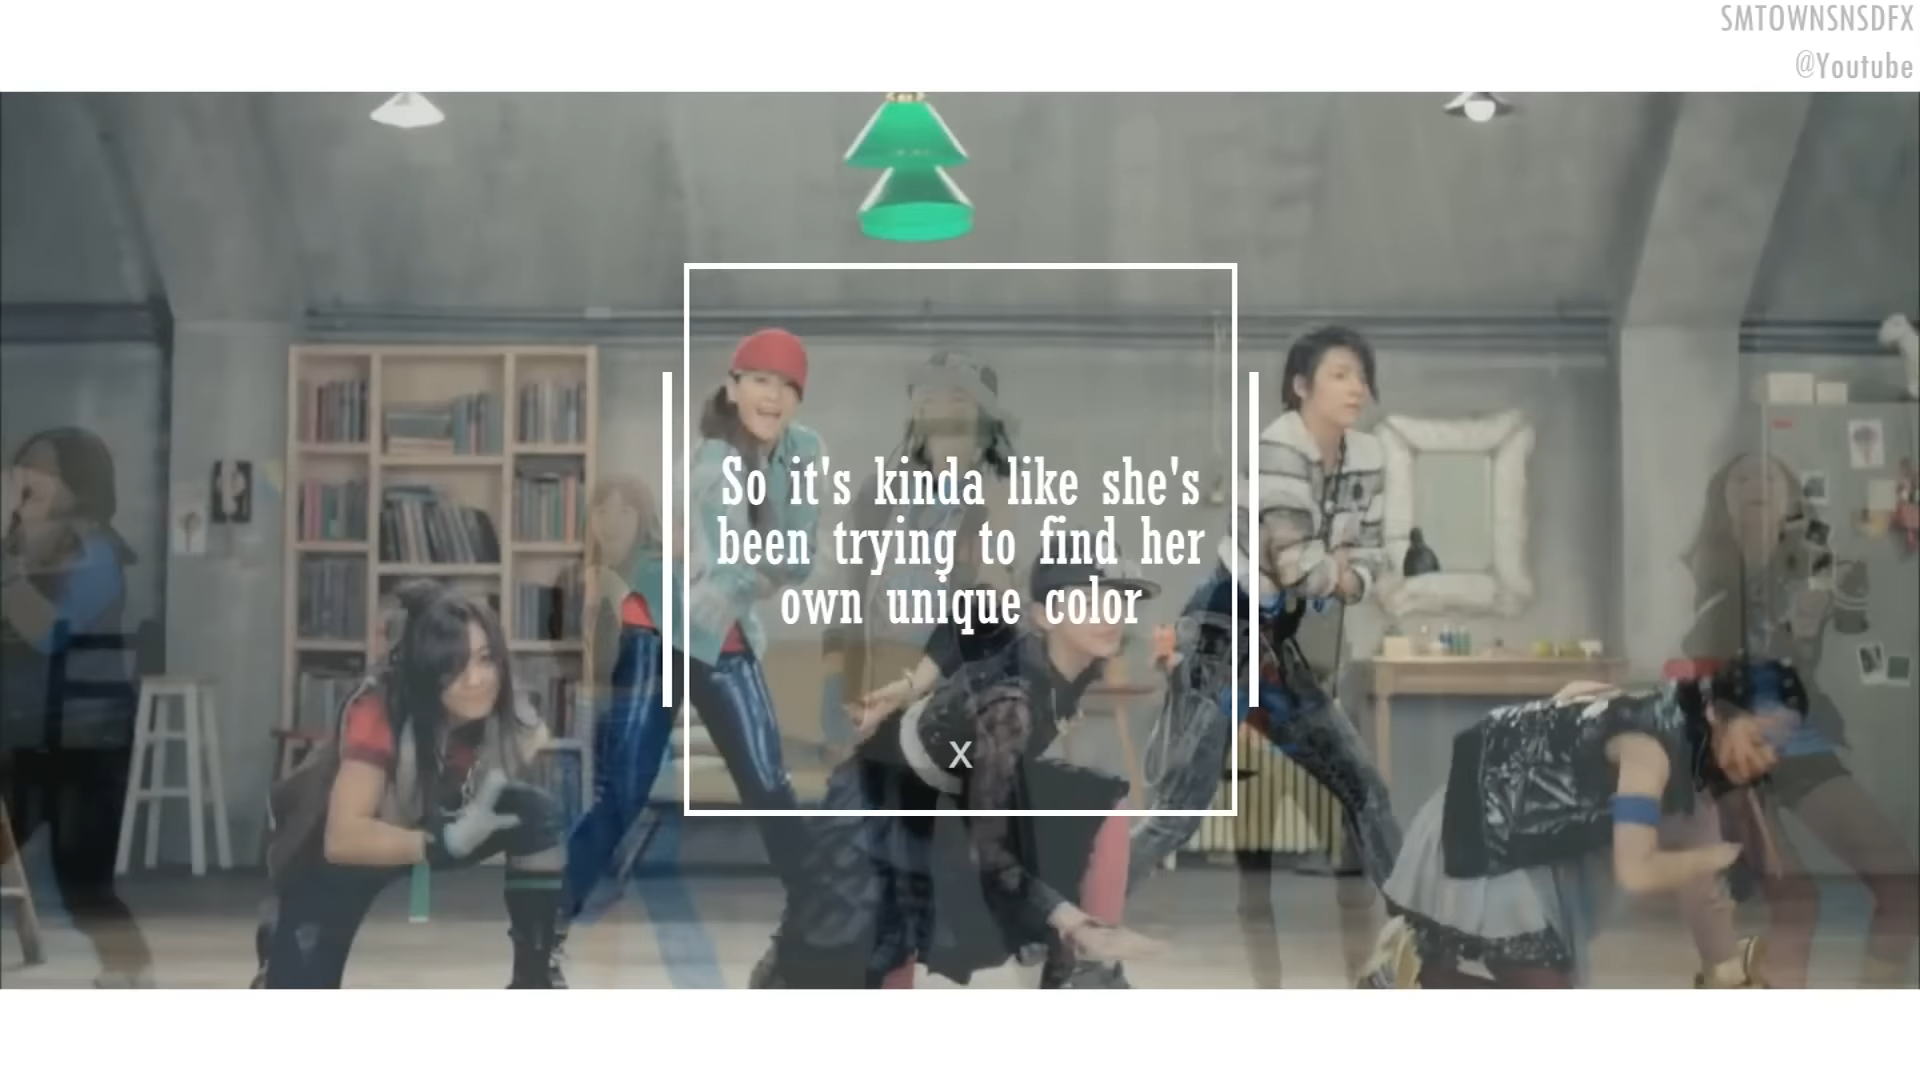 SMTOWNSNSDFX
@Youtube
So it's kinda like she's
been trying to find her
own unique color
x